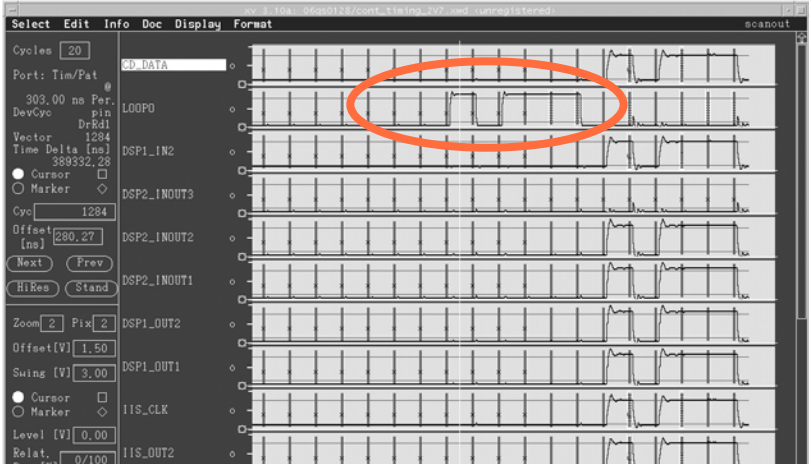 xv 3.10a: 06gs0128/cont_timing_2V7.xwd <unregistered>
Select Edit Info Doc Display Format scanout
Cycles 20
Port: Tim/Pat
@
303.00 ns Per.
DevCyc pin
DrRd1
Vector 1284
Time Delta [ns]
389332.28
Cursor
Marker
Cyc 1284
Offset 280.27
[ns]
Next Prev
HiRes Stand
Zoom 2 Pix 2
Offset[V] 1.50
Swing [V] 3.00
Cursor
Marker
Level [V] 0.00
Relat. 0/100
CD_DATA
LOOPO
DSP1_IN2
DSP2_INOUT3
DSP2_INOUT2
DSP2_INOUT1
DSP1_OUT2
DSP1_OUT1
IIS_CLK
IIS_OUT2